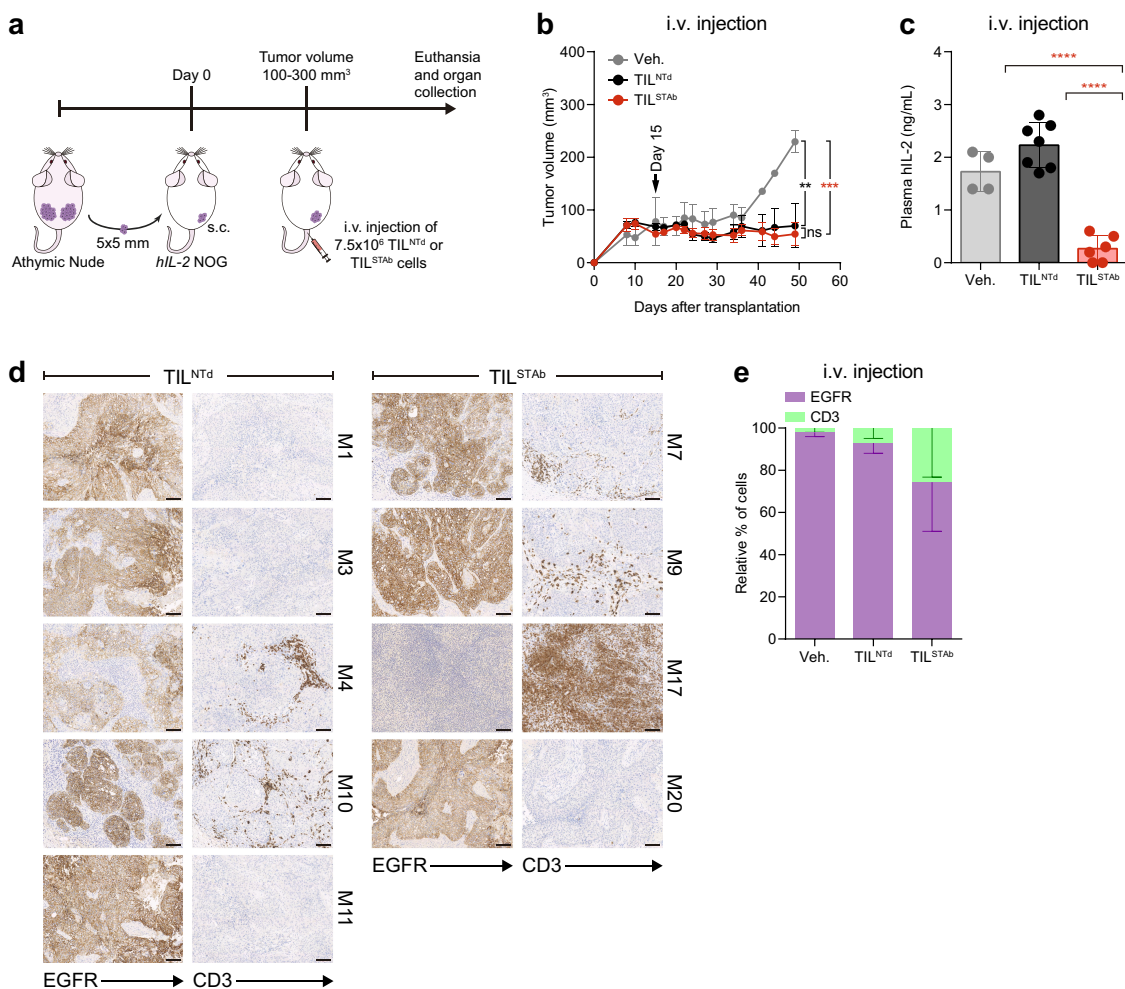 a
Day 0
Tumor volume
100-300 mm³
Euthansia
and organ
collection
5x5 mm
s.c.
Athymic Nude
hIL-2 NOG
i.v. injection of
7.5x10⁶ TILᴺᵀᵈ or
TILˢᵀᴬᵇ cells
b
i.v. injection
Tumor volume (mm³)
400
300
200
100
0
Veh.
TILᴺᵀᵈ
TILˢᵀᴬᵇ
Day 15
**
***
ns
0 10 20 30 40 50 60
Days after transplantation
c
i.v. injection
Plasma hIL-2 (ng/mL)
4
3
2
1
0
****
****
Veh. TILᴺᵀᵈ TILˢᵀᴬᵇ
d
TILᴺᵀᵈ
M1
M3
M4
M10
M11
EGFR CD3
TILˢᵀᴬᵇ
M7
M9
M17
M20
EGFR CD3
e
i.v. injection
EGFR
CD3
Relative % of cells
100
80
60
40
20
0
Veh. TILᴺᵀᵈ TILˢᵀᴬᵇ